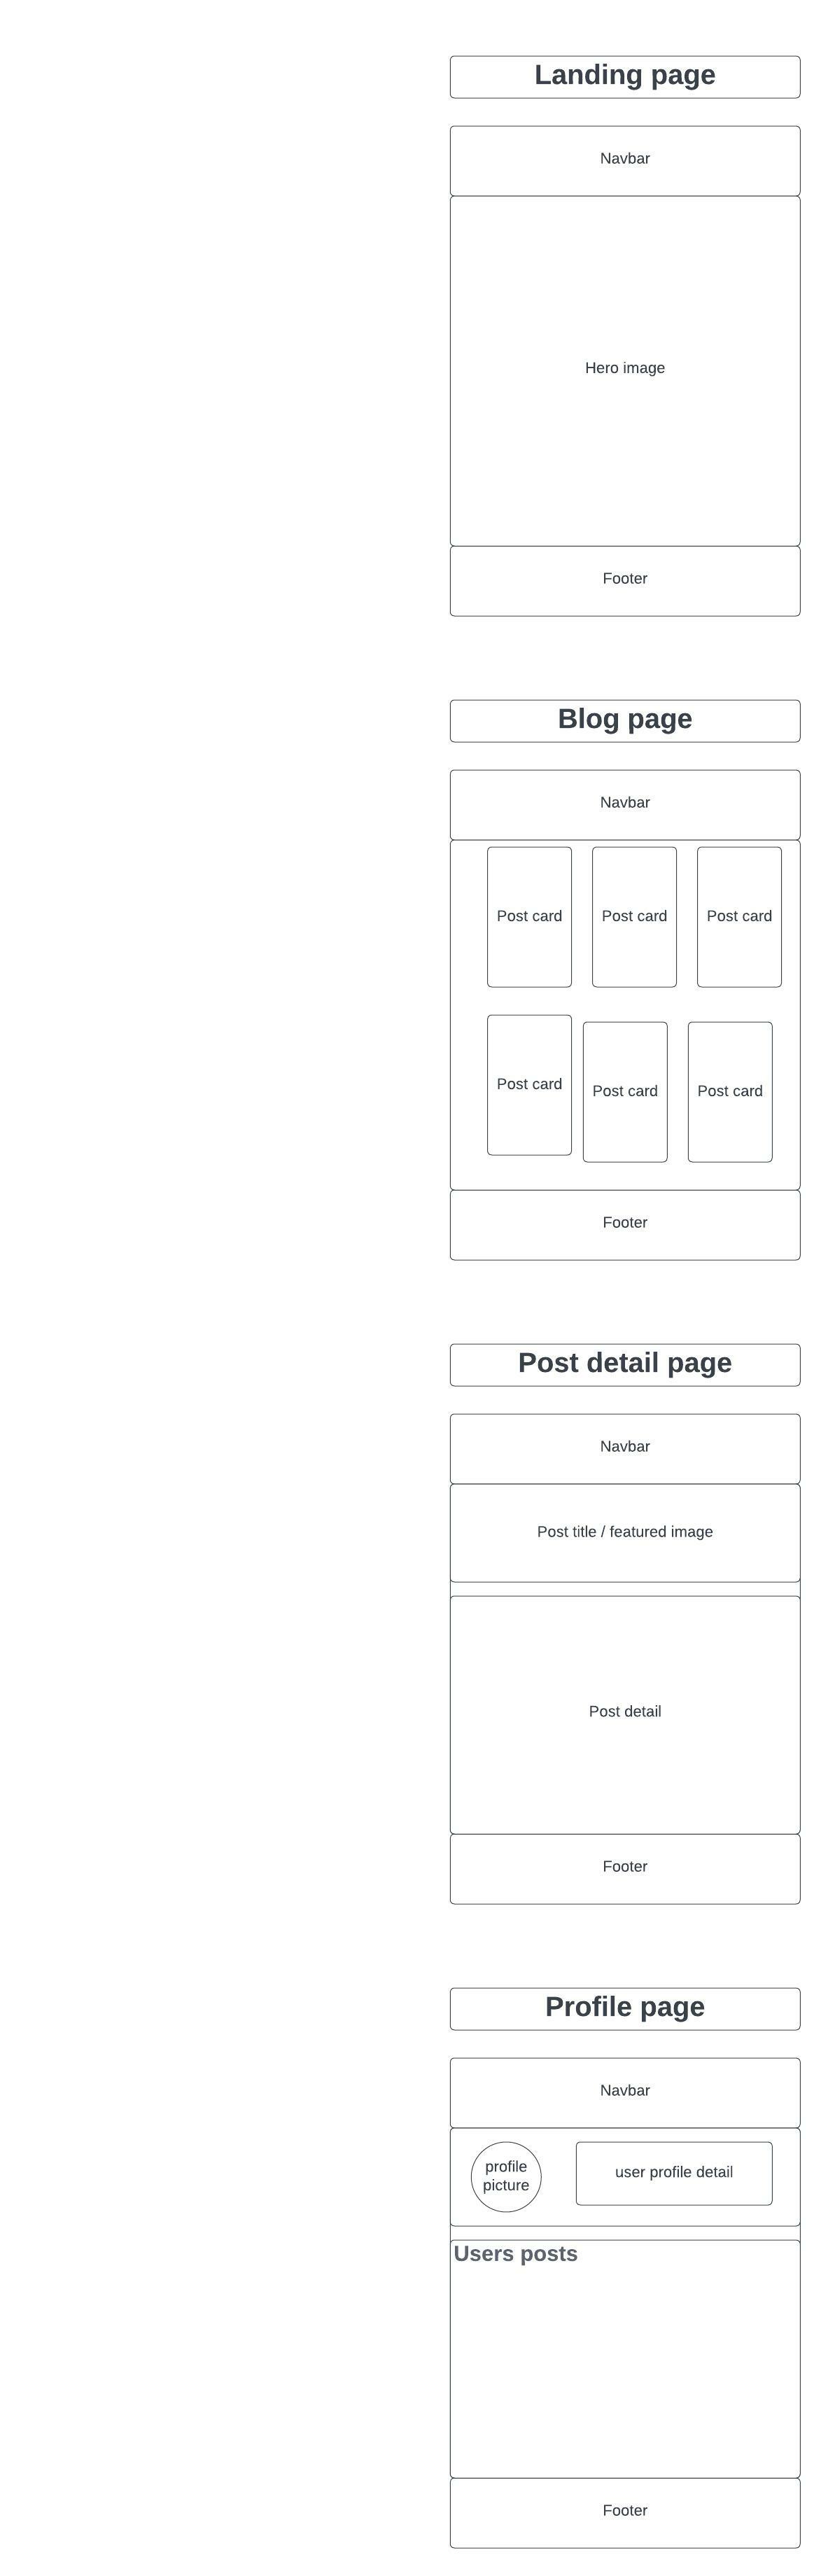 Landing page
Navbar
Hero image
Footer
Blog page
Navbar
Post card
Post card
Post card
Post card
Post card
Post card
Footer
Post detail page
Navbar
Post title / featured image
Post detail
Footer
Profile page
Navbar
profile
picture
user profile detail
Users posts
Footer